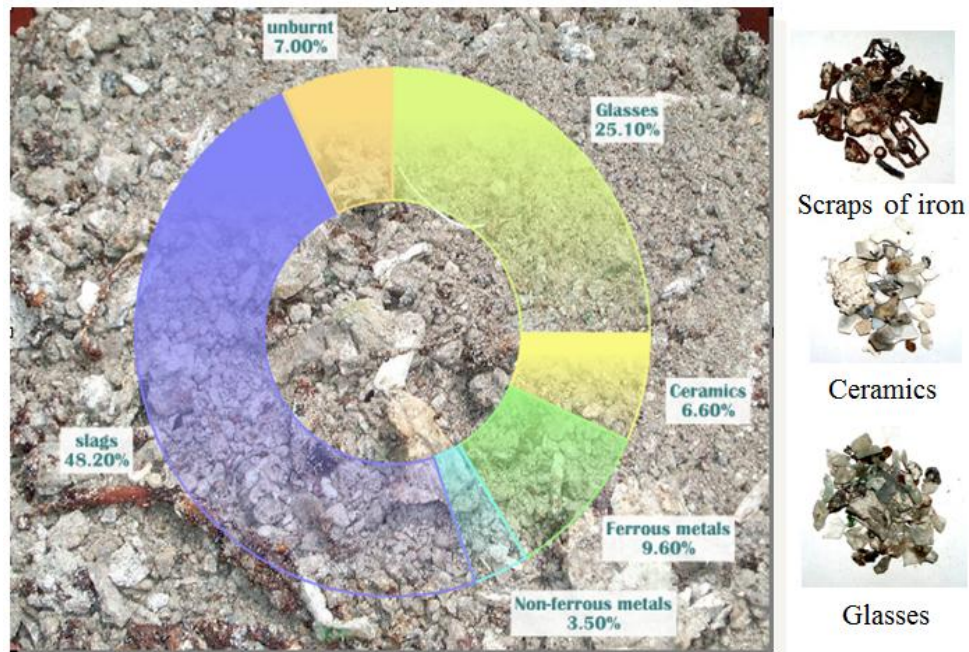 unburnt
7.00%
Glasses
25.10%
Ceramics
6.60%
slags
48.20%
Ferrous metals
9.60%
Non-ferrous metals
3.50%
Scraps of iron
Ceramics
Glasses